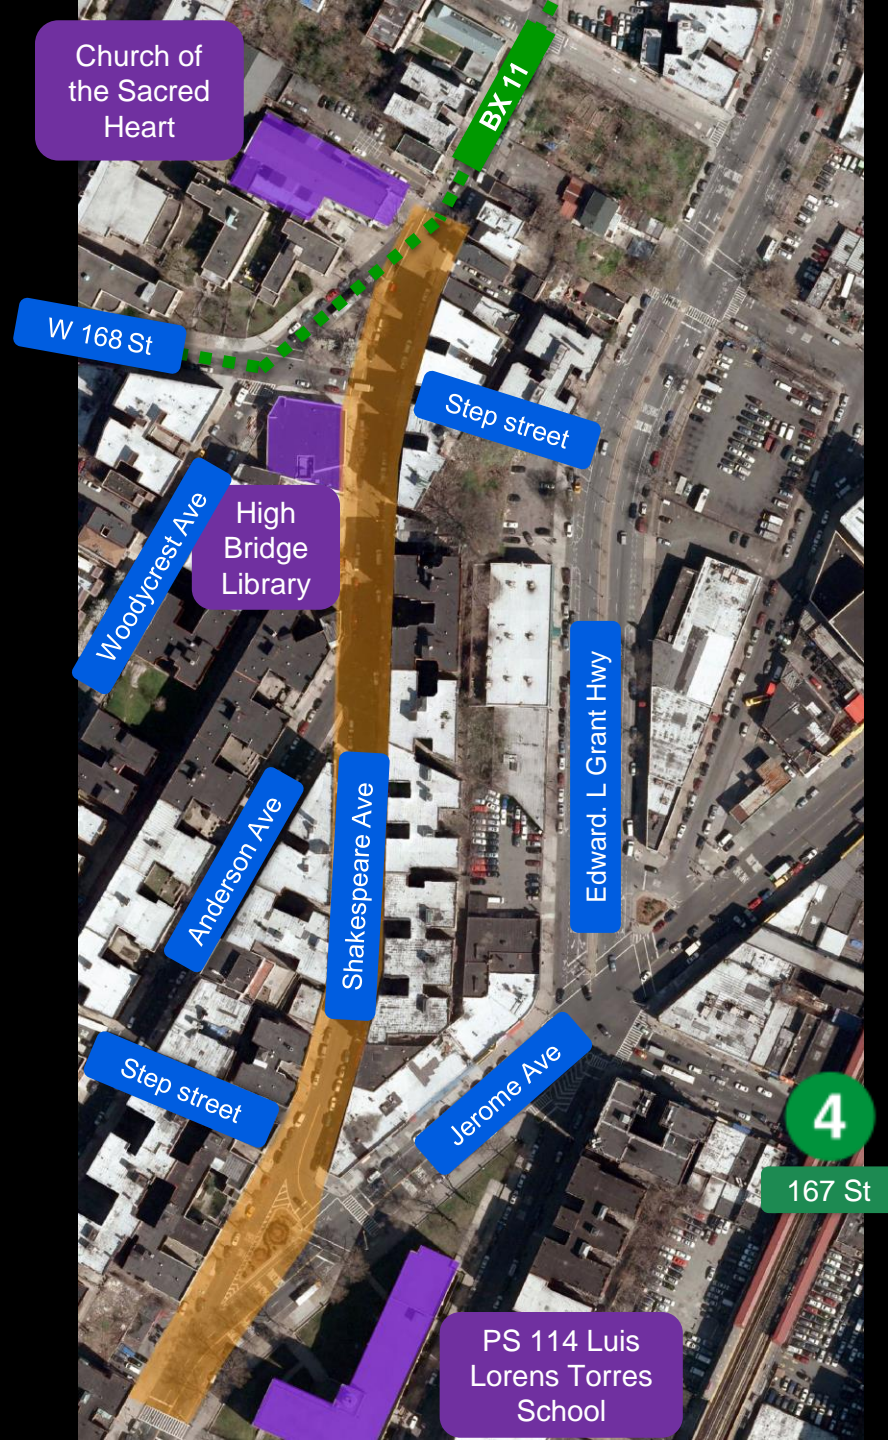 BX 11
Church of
the Sacred
Heart
W 168 St
Step street
High
Bridge
Library
Woodycrest Ave
Edward. L Grant Hwy
Shakespeare Ave
Anderson Ave
Step street
Jerome Ave
4
167 St
PS 114 Luis
Lorens Torres
School